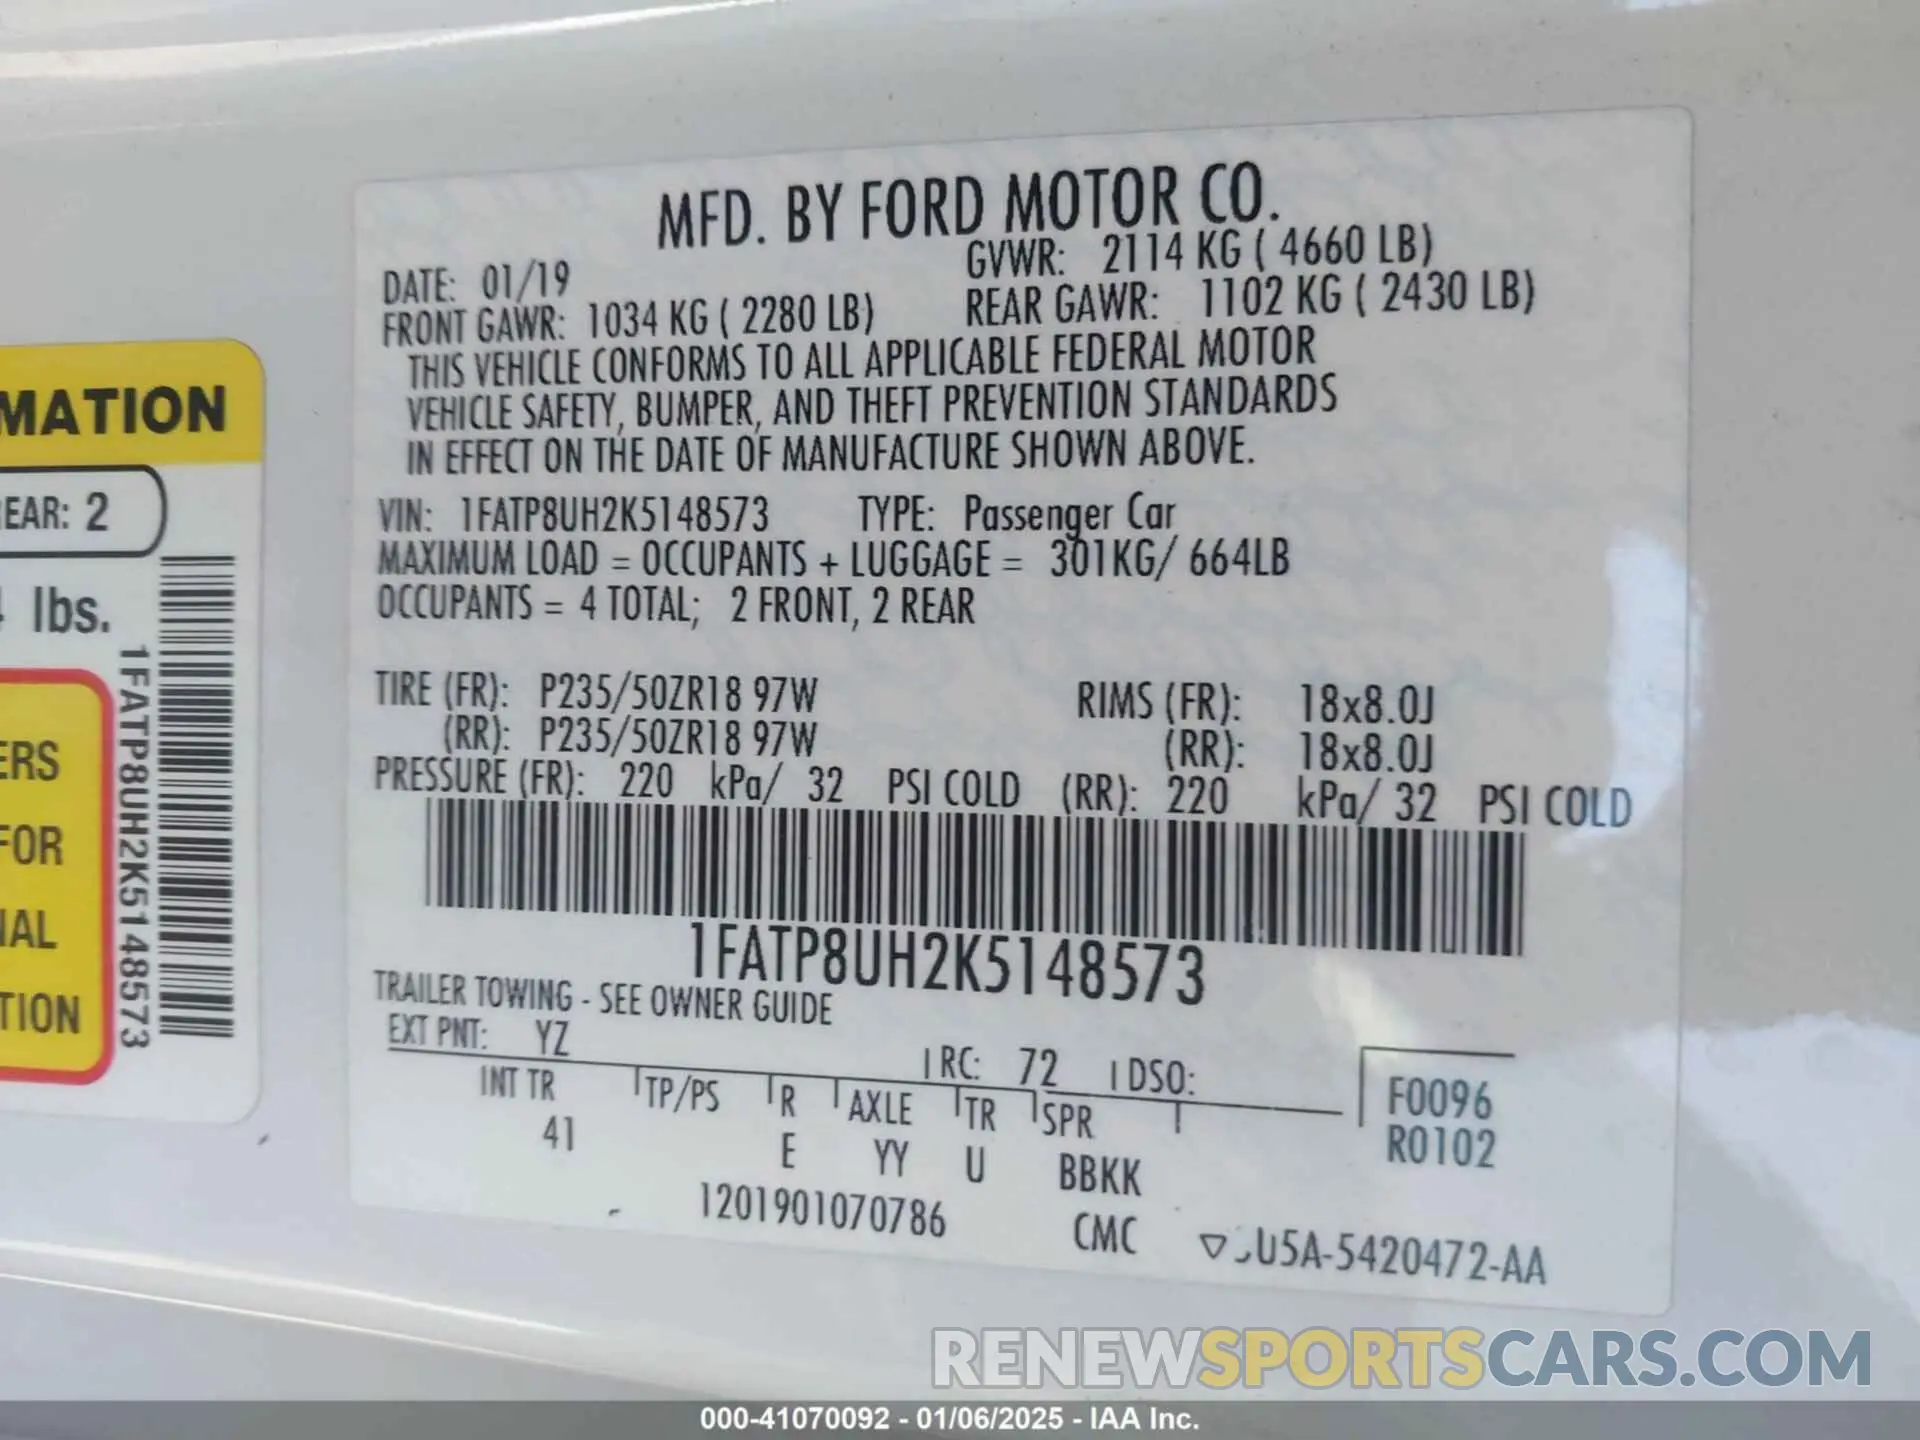 MATION
EAR: 2
lbs.
ERS
FOR
NAL
TION
1FATP8UH2K5148573
MFD. BY FORD MOTOR CO.
DATE: 01/19 GVWR: 2114 KG ( 4660 LB)
FRONT GAWR: 1034 KG ( 2280 LB) REAR GAWR: 1102 KG ( 2430 LB)
THIS VEHICLE CONFORMS TO ALL APPLICABLE FEDERAL MOTOR
VEHICLE SAFETY, BUMPER, AND THEFT PREVENTION STANDARDS
IN EFFECT ON THE DATE OF MANUFACTURE SHOWN ABOVE.
VIN: 1FATP8UH2K5148573 TYPE: Passenger Car
MAXIMUM LOAD = OCCUPANTS + LUGGAGE = 301KG/ 664LB
OCCUPANTS = 4 TOTAL; 2 FRONT, 2 REAR
TIRE (FR): P235/50ZR18 97W RIMS (FR): 18x8.0J
(RR): P235/50ZR18 97W (RR): 18x8.0J
PRESSURE (FR): 220 kPa/ 32 PSI COLD (RR): 220 kPa/ 32 PSI COLD
1FATP8UH2K5148573
TRAILER TOWING - SEE OWNER GUIDE
EXT PNT: YZ RC: 72 DSO:
INT TR TP/PS R AXLE TR SPR F0096
41 E YY U BBKK R0102
1201901070786 CMC U5A-5420472-AA
RENEWSPORTSCARS.COM
000-41070092 - 01/06/2025 - IAA Inc.